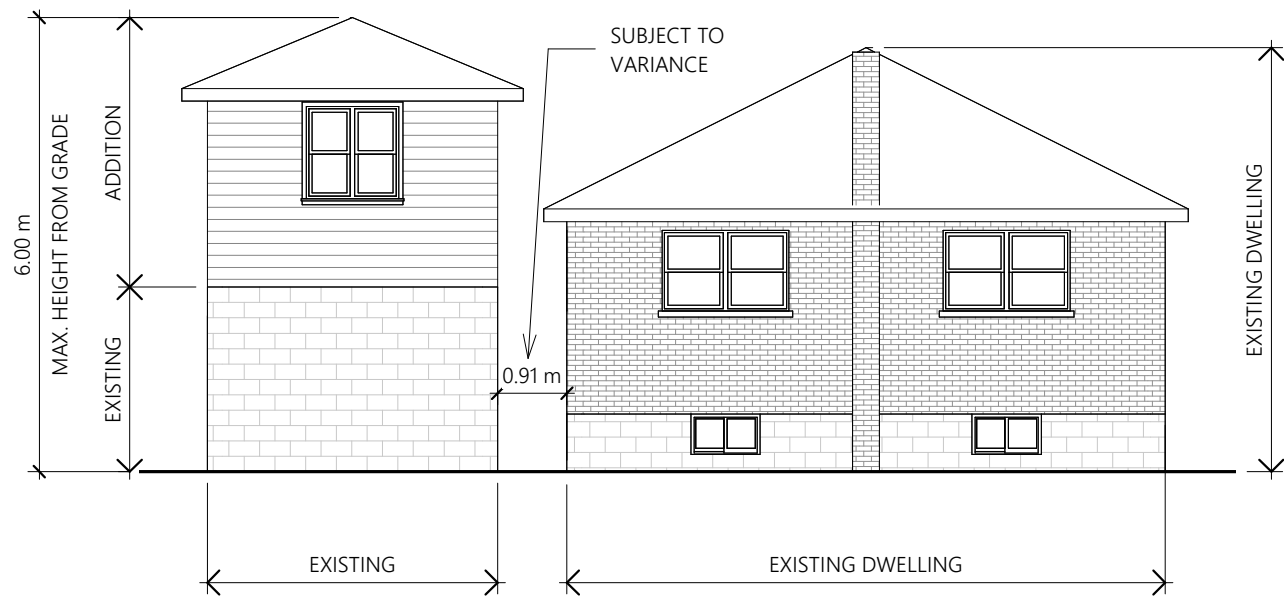 SUBJECT TO
VARIANCE
6.00 m
MAX. HEIGHT FROM GRADE
ADDITION
EXISTING
0.91 m
EXISTING DWELLING
EXISTING
EXISTING DWELLING